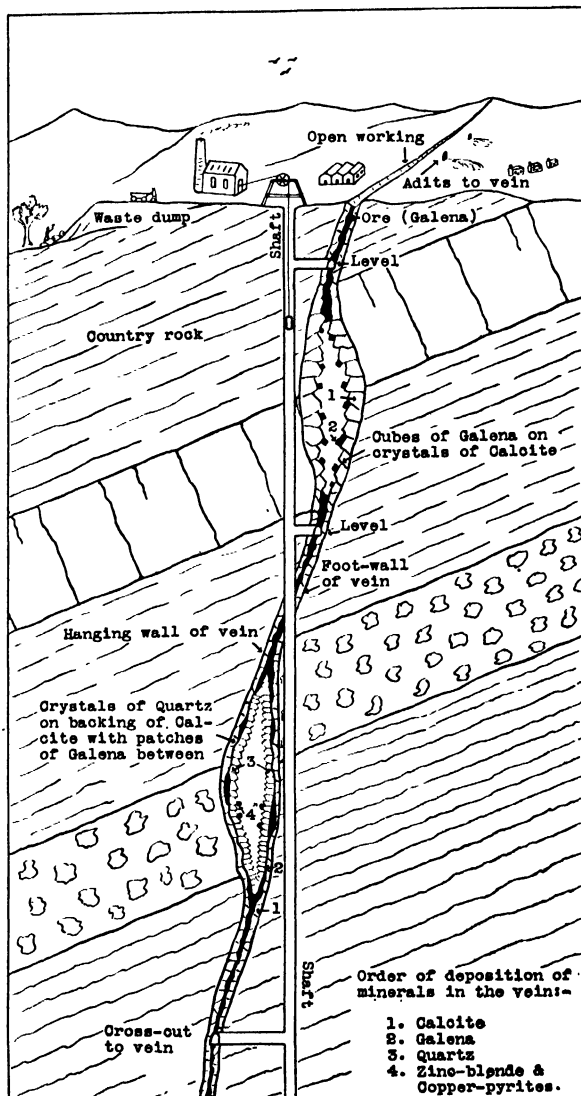 Open working
Adits to vein
Waste dump
Shaft
Ore (Galena)
Level
Country rock
1
2
Cubes of Galena on
crystals of Calcite
Level
Foot-wall
of vein
Hanging wall of vein
Crystals of Quartz
on backing of Cal-
cite with patches
of Galena between
3
4
2
1
Shaft
Cross-cut
to vein
Order of deposition of
minerals in the vein:-
1. Calcite
2. Galena
3. Quartz
4. Zinc-blende &
Copper-pyrites.